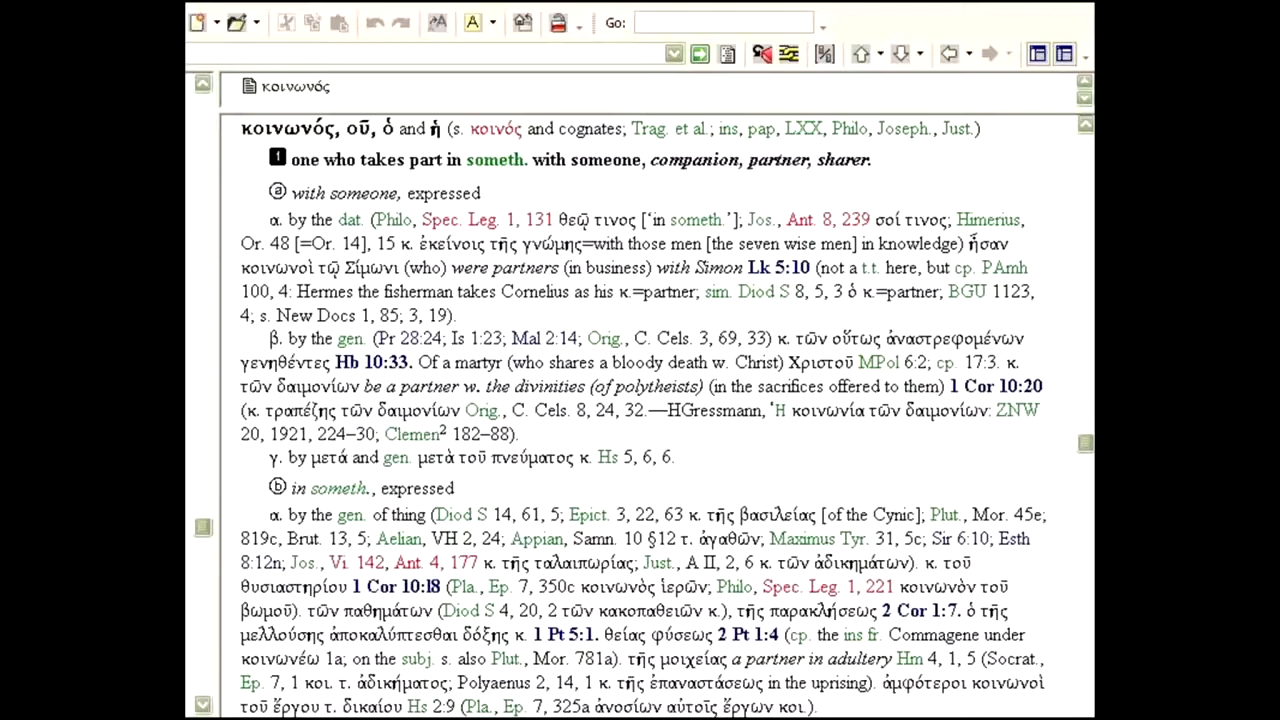 Go:
κοινωνός
κοινωνός, οῦ, ὁ and ἡ (s. κοινός and cognates; Trag. et al.; ins, pap, LXX, Philo, Joseph., Just.)
1 one who takes part in someth. with someone, companion, partner, sharer.
ⓐ with someone, expressed
α. by the dat. (Philo, Spec. Leg. 1, 131 θεῷ τινος [‘in someth.’]; Jos., Ant. 8, 239 σοί τινος; Himerius,
Or. 48 [=Or. 14], 15 κ. ἐκείνοις τῆς γνώμης=with those men [the seven wise men] in knowledge) ἦσαν
κοινωνοὶ τῷ Σίμωνι (who) were partners (in business) with Simon Lk 5:10 (not a t.t. here, but cp. PAmh
100, 4: Hermes the fisherman takes Cornelius as his κ.=partner; sim. Diod S 8, 5, 3 ὁ κ.=partner; BGU 1123,
4; s. New Docs 1, 85; 3, 19).
β. by the gen. (Pr 28:24; Is 1:23; Mal 2:14; Orig., C. Cels. 3, 69, 33) κ. τῶν οὕτως ἀναστρεφομένων
γενηθέντες Hb 10:33. Of a martyr (who shares a bloody death w. Christ) Χριστοῦ MPol 6:2; cp. 17:3. κ.
τῶν δαιμονίων be a partner w. the divinities (of polytheists) (in the sacrifices offered to them) 1 Cor 10:20
(κ. τραπέζης τῶν δαιμονίων Orig., C. Cels. 8, 24, 32.—HGressmann, Ἡ κοινωνία τῶν δαιμονίων: ZNW
20, 1921, 224–30; Clemen² 182–88).
γ. by μετά and gen. μετὰ τοῦ πνεύματος κ. Hs 5, 6, 6.
ⓑ in someth., expressed
α. by the gen. of thing (Diod S 14, 61, 5; Epict. 3, 22, 63 κ. τῆς βασιλείας [of the Cynic]; Plut., Mor. 45e;
819c, Brut. 13, 5; Aelian, VH 2, 24; Appian, Samn. 10 §12 τ. ἀγαθῶν; Maximus Tyr. 31, 5c; Sir 6:10; Esth
8:12n; Jos., Vi. 142, Ant. 4, 177 κ. τῆς ταλαιπωρίας; Just., A II, 2, 6 κ. τῶν ἀδικημάτων). κ. τοῦ
θυσιαστηρίου 1 Cor 10:18 (Pla., Ep. 7, 350c κοινωνὸς ἱερῶν; Philo, Spec. Leg. 1, 221 κοινωνὸν τοῦ
βωμοῦ). τῶν παθημάτων (Diod S 4, 20, 2 τῶν κακοπαθειῶν κ.), τῆς παρακλήσεως 2 Cor 1:7. ὁ τῆς
μελλούσης ἀποκαλύπτεσθαι δόξης κ. 1 Pt 5:1. θείας φύσεως 2 Pt 1:4 (cp. the ins fr. Commagene under
κοινωνέω 1a; on the subj. s. also Plut., Mor. 781a). τῆς μοιχείας a partner in adultery Hm 4, 1, 5 (Socrat.,
Ep. 7, 1 κοι. τ. ἀδικήματος; Polyaenus 2, 14, 1 κ. τῆς ἐπαναστάσεως in the uprising). ἀμφότεροι κοινωνοὶ
τοῦ ἔργου τ. δικαίου Hs 2:9 (Pla., Ep. 7, 325a ἀνοσίων αὐτοῖς ἔργων κοι.).